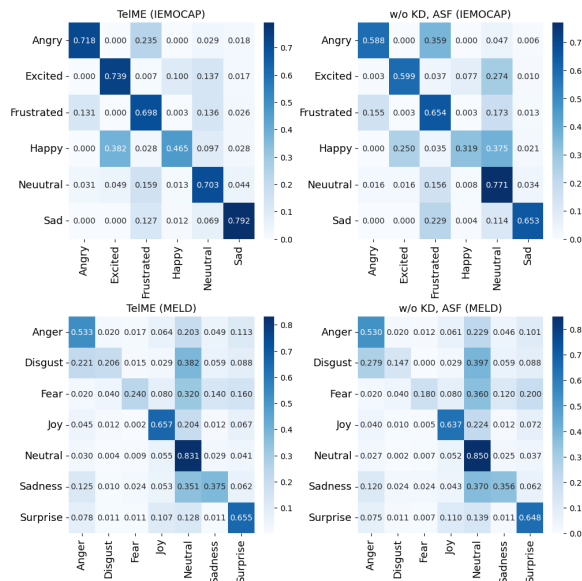 TelME (IEMOCAP)
Angry 0.718 0.000 0.235 0.000 0.029 0.018
Excited 0.000 0.739 0.007 0.100 0.137 0.017
Frustrated 0.131 0.000 0.698 0.003 0.136 0.026
Happy 0.000 0.382 0.028 0.465 0.097 0.028
Neuutral 0.031 0.049 0.159 0.013 0.703 0.044
Sad 0.000 0.000 0.127 0.012 0.069 0.792
Angry Excited Frustrated Happy Neuutral Sad
0.7
0.6
0.5
0.4
0.3
0.2
0.1
0.0
w/o KD, ASF (IEMOCAP)
Angry 0.588 0.000 0.359 0.000 0.047 0.006
Excited 0.003 0.599 0.037 0.077 0.274 0.010
Frustrated 0.155 0.003 0.654 0.003 0.173 0.013
Happy 0.000 0.250 0.035 0.319 0.375 0.021
Neuutral 0.016 0.016 0.156 0.008 0.771 0.034
Sad 0.000 0.000 0.229 0.004 0.114 0.653
Angry Excited Frustrated Happy Neuutral Sad
0.7
0.6
0.5
0.4
0.3
0.2
0.1
0.0
TelME (MELD)
Anger 0.533 0.020 0.017 0.064 0.203 0.049 0.113
Disgust 0.221 0.206 0.015 0.029 0.382 0.059 0.088
Fear 0.020 0.040 0.240 0.080 0.320 0.140 0.160
Joy 0.045 0.012 0.002 0.657 0.204 0.012 0.067
Neutral 0.030 0.004 0.009 0.055 0.831 0.029 0.041
Sadness 0.125 0.010 0.024 0.053 0.351 0.375 0.062
Surprise 0.078 0.011 0.011 0.107 0.128 0.011 0.655
Anger Disgust Fear Joy Neutral Sadness Surprise
0.8
0.7
0.6
0.5
0.4
0.3
0.2
0.1
w/o KD, ASF (MELD)
Anger 0.530 0.020 0.012 0.061 0.229 0.046 0.101
Disgust 0.279 0.147 0.000 0.029 0.397 0.059 0.088
Fear 0.020 0.040 0.180 0.080 0.360 0.120 0.200
Joy 0.040 0.010 0.005 0.637 0.224 0.012 0.072
Neutral 0.027 0.002 0.007 0.052 0.850 0.025 0.037
Sadness 0.120 0.024 0.024 0.043 0.370 0.356 0.062
Surprise 0.075 0.011 0.007 0.110 0.139 0.011 0.648
Anger Disgust Fear Joy Neutral Sadness Surprise
0.8
0.7
0.6
0.5
0.4
0.3
0.2
0.1
0.0